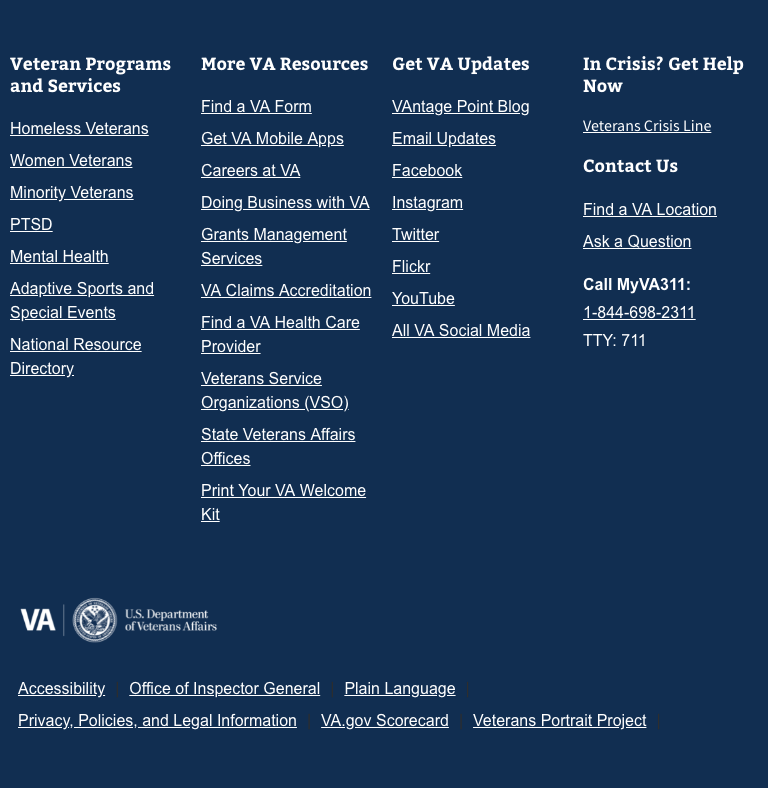 Veteran Programs
and Services
Homeless Veterans
Women Veterans
Minority Veterans
PTSD
Mental Health
Adaptive Sports and
Special Events
National Resource
Directory
More VA Resources
Find a VA Form
Get VA Mobile Apps
Careers at VA
Doing Business with VA
Grants Management
Services
VA Claims Accreditation
Find a VA Health Care
Provider
Veterans Service
Organizations (VSO)
State Veterans Affairs
Offices
Print Your VA Welcome
Kit
Get VA Updates
VAntage Point Blog
Email Updates
Facebook
Instagram
Twitter
Flickr
YouTube
All VA Social Media
In Crisis? Get Help
Now
Veterans Crisis Line
Contact Us
Find a VA Location
Ask a Question
Call MyVA311:
1-844-698-2311
TTY: 711
VA
U.S. Department
of Veterans Affairs
Accessibility Office of Inspector General Plain Language
Privacy, Policies, and Legal Information VA.gov Scorecard Veterans Portrait Project